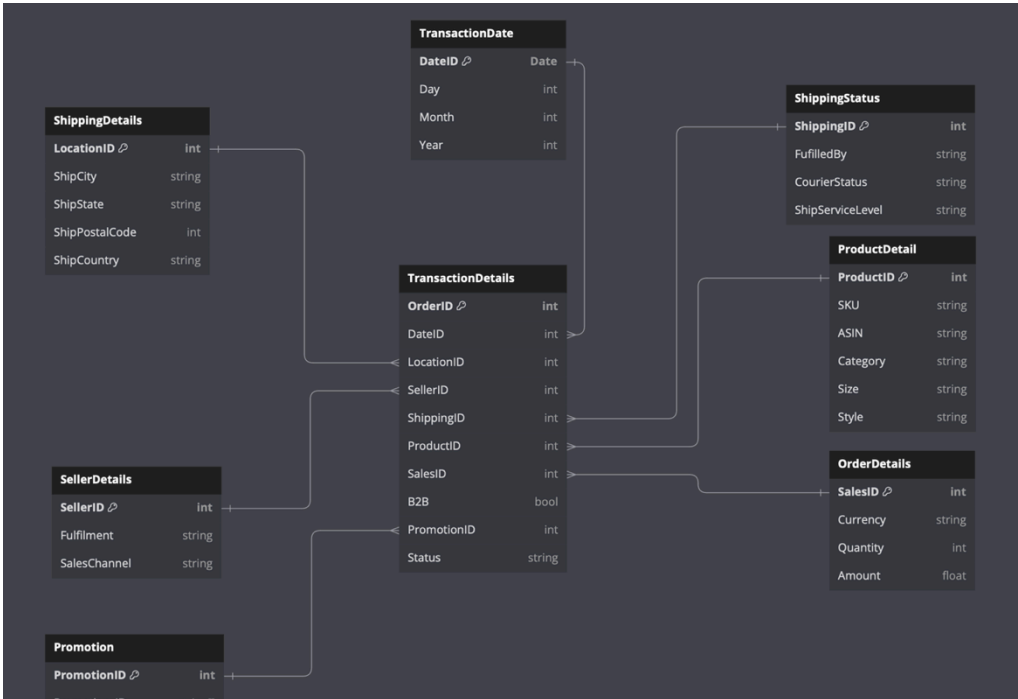 TransactionDate
DateID Date
Day int
Month int
Year int
ShippingDetails
LocationID int
ShipCity string
ShipState string
ShipPostalCode int
ShipCountry string
ShippingStatus
ShippingID int
FufilledBy string
CourierStatus string
ShipServiceLevel string
TransactionDetails
OrderID int
DateID int
LocationID int
SellerID int
ShippingID int
ProductID int
SalesID int
B2B bool
PromotionID int
Status string
ProductDetail
ProductID int
SKU string
ASIN string
Category string
Size string
Style string
OrderDetails
SalesID int
Currency string
Quantity int
Amount float
SellerDetails
SellerID int
Fulfilment string
SalesChannel string
Promotion
PromotionID int